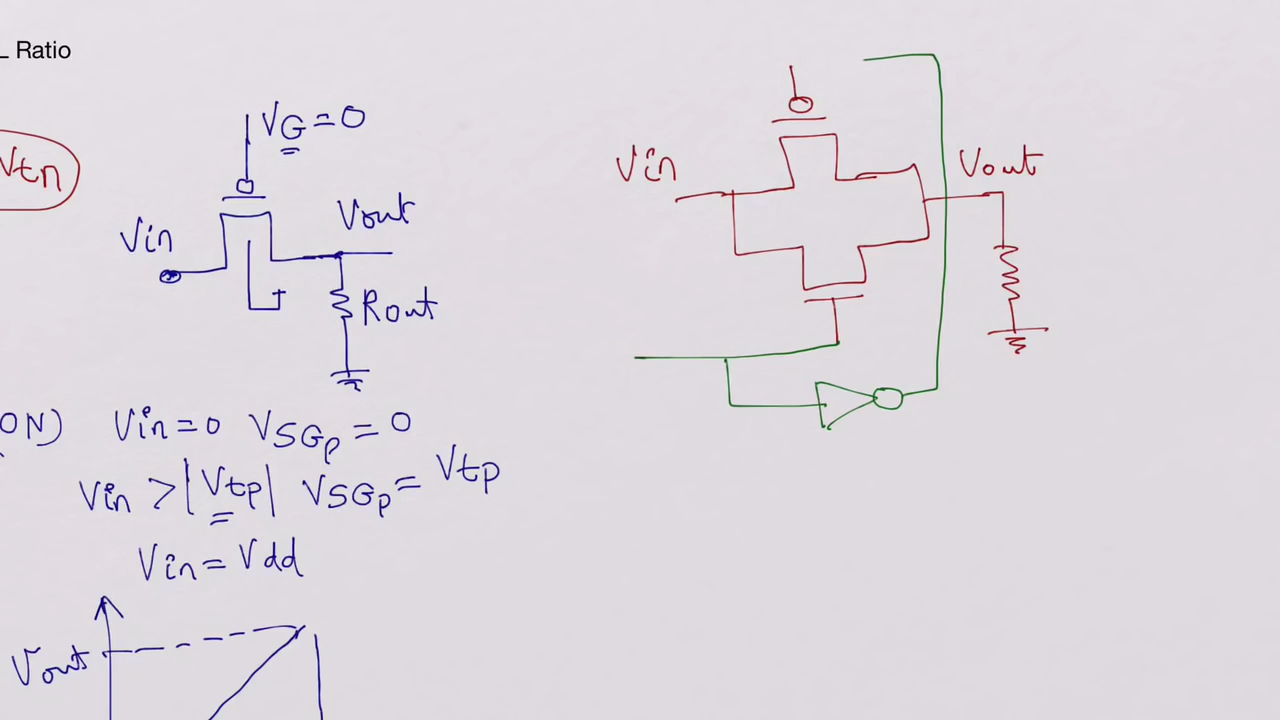 L Ratio
Vtn
VG = 0
Vin
Vout
Rout
ON) Vin = 0 VSGp = 0
Vin > |Vtp| VSGp = Vtp
Vin = Vdd
Vout
Vin
Vout